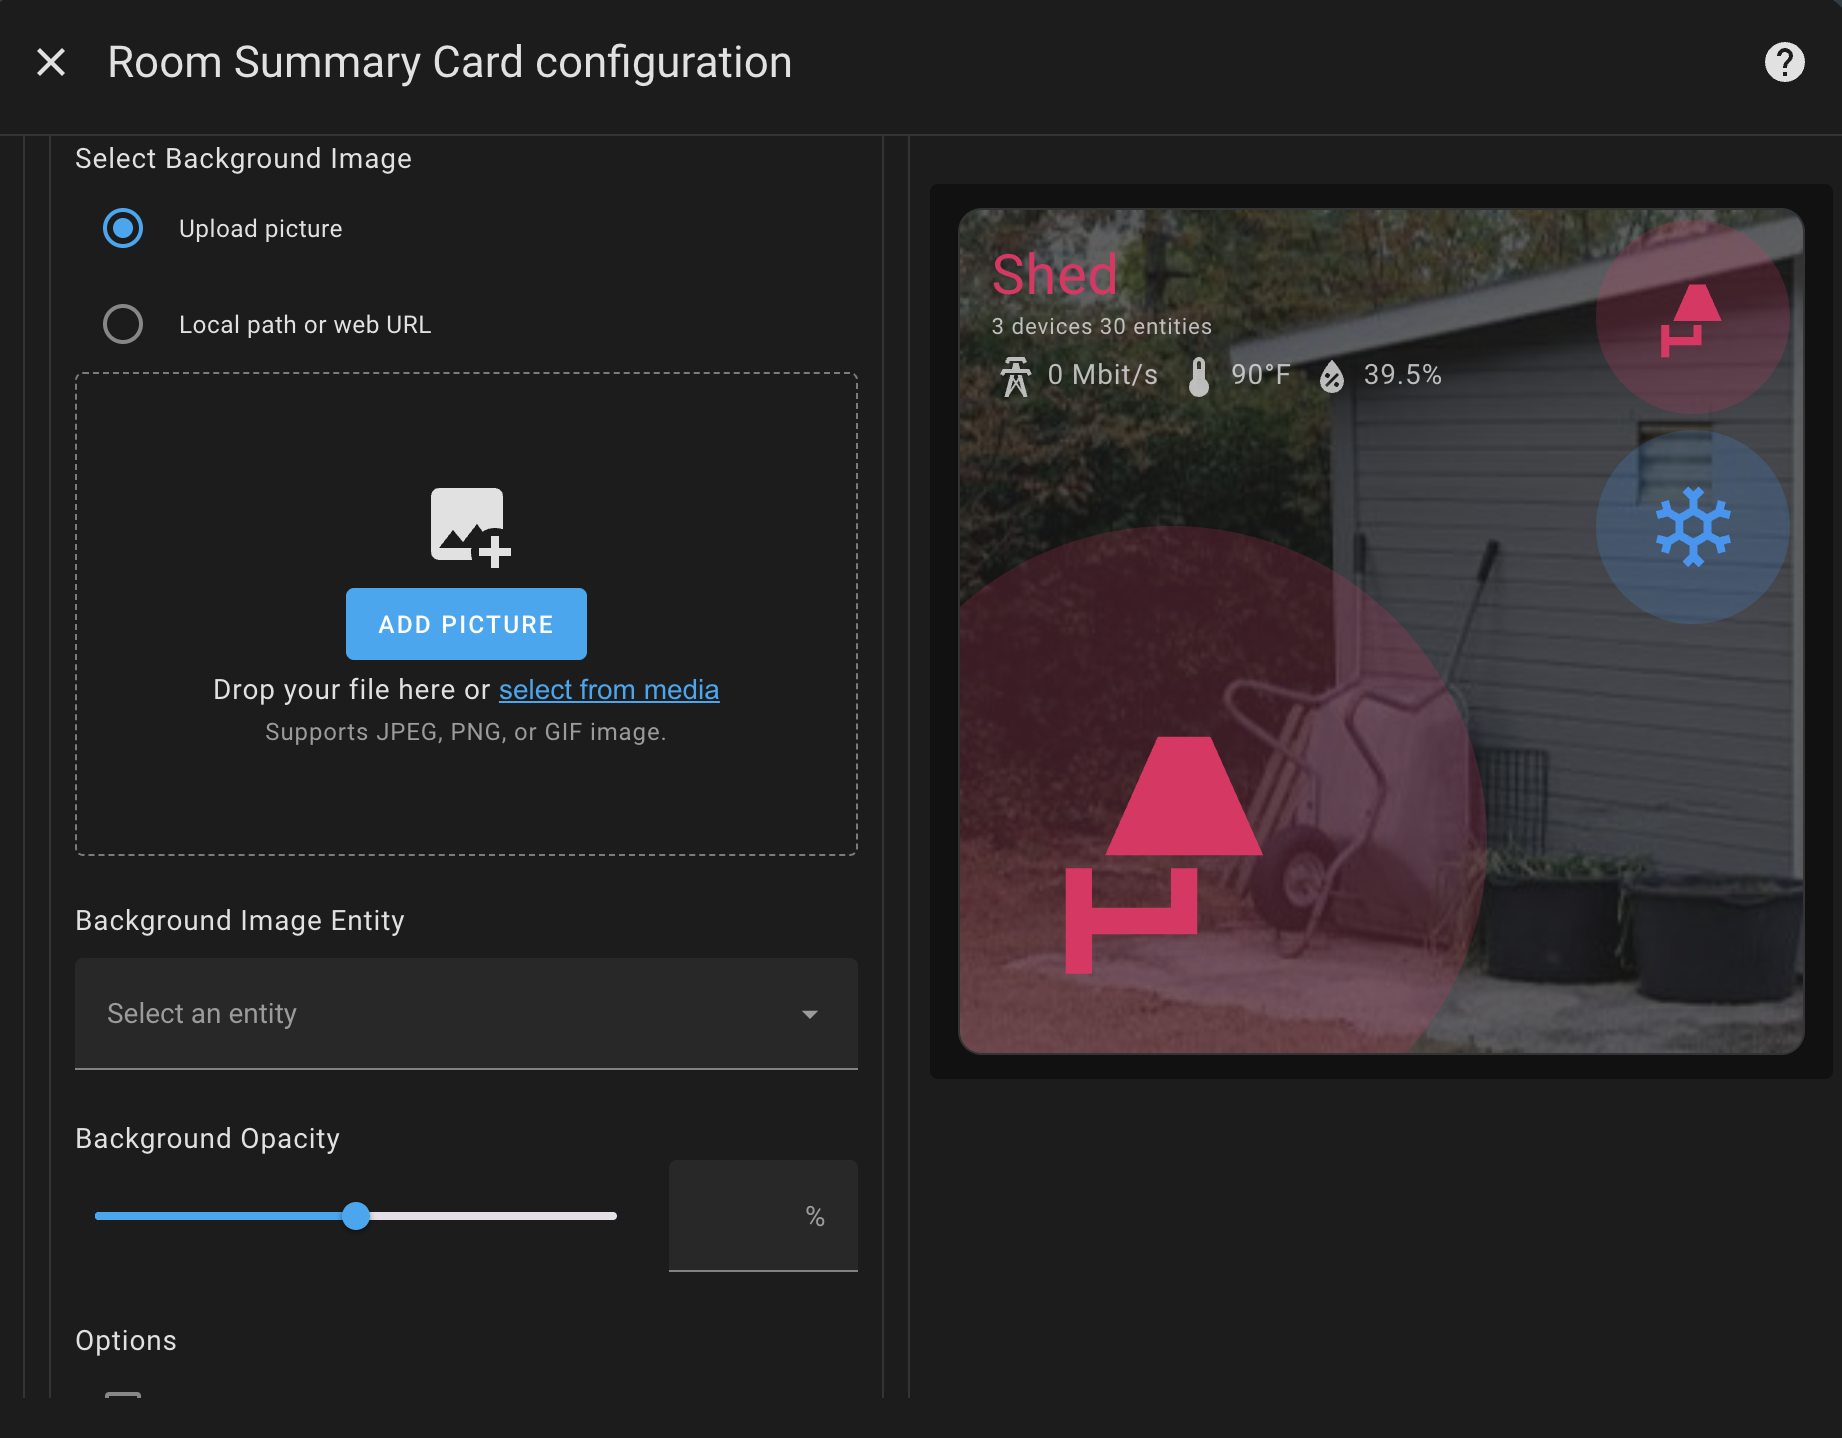 Room Summary Card configuration
Select Background Image
Upload picture
Local path or web URL
ADD PICTURE
Drop your file here or select from media
Supports JPEG, PNG, or GIF image.
Background Image Entity
Select an entity
Background Opacity
%
Options
Shed
3 devices 30 entities
0 Mbit/s 90°F 39.5%